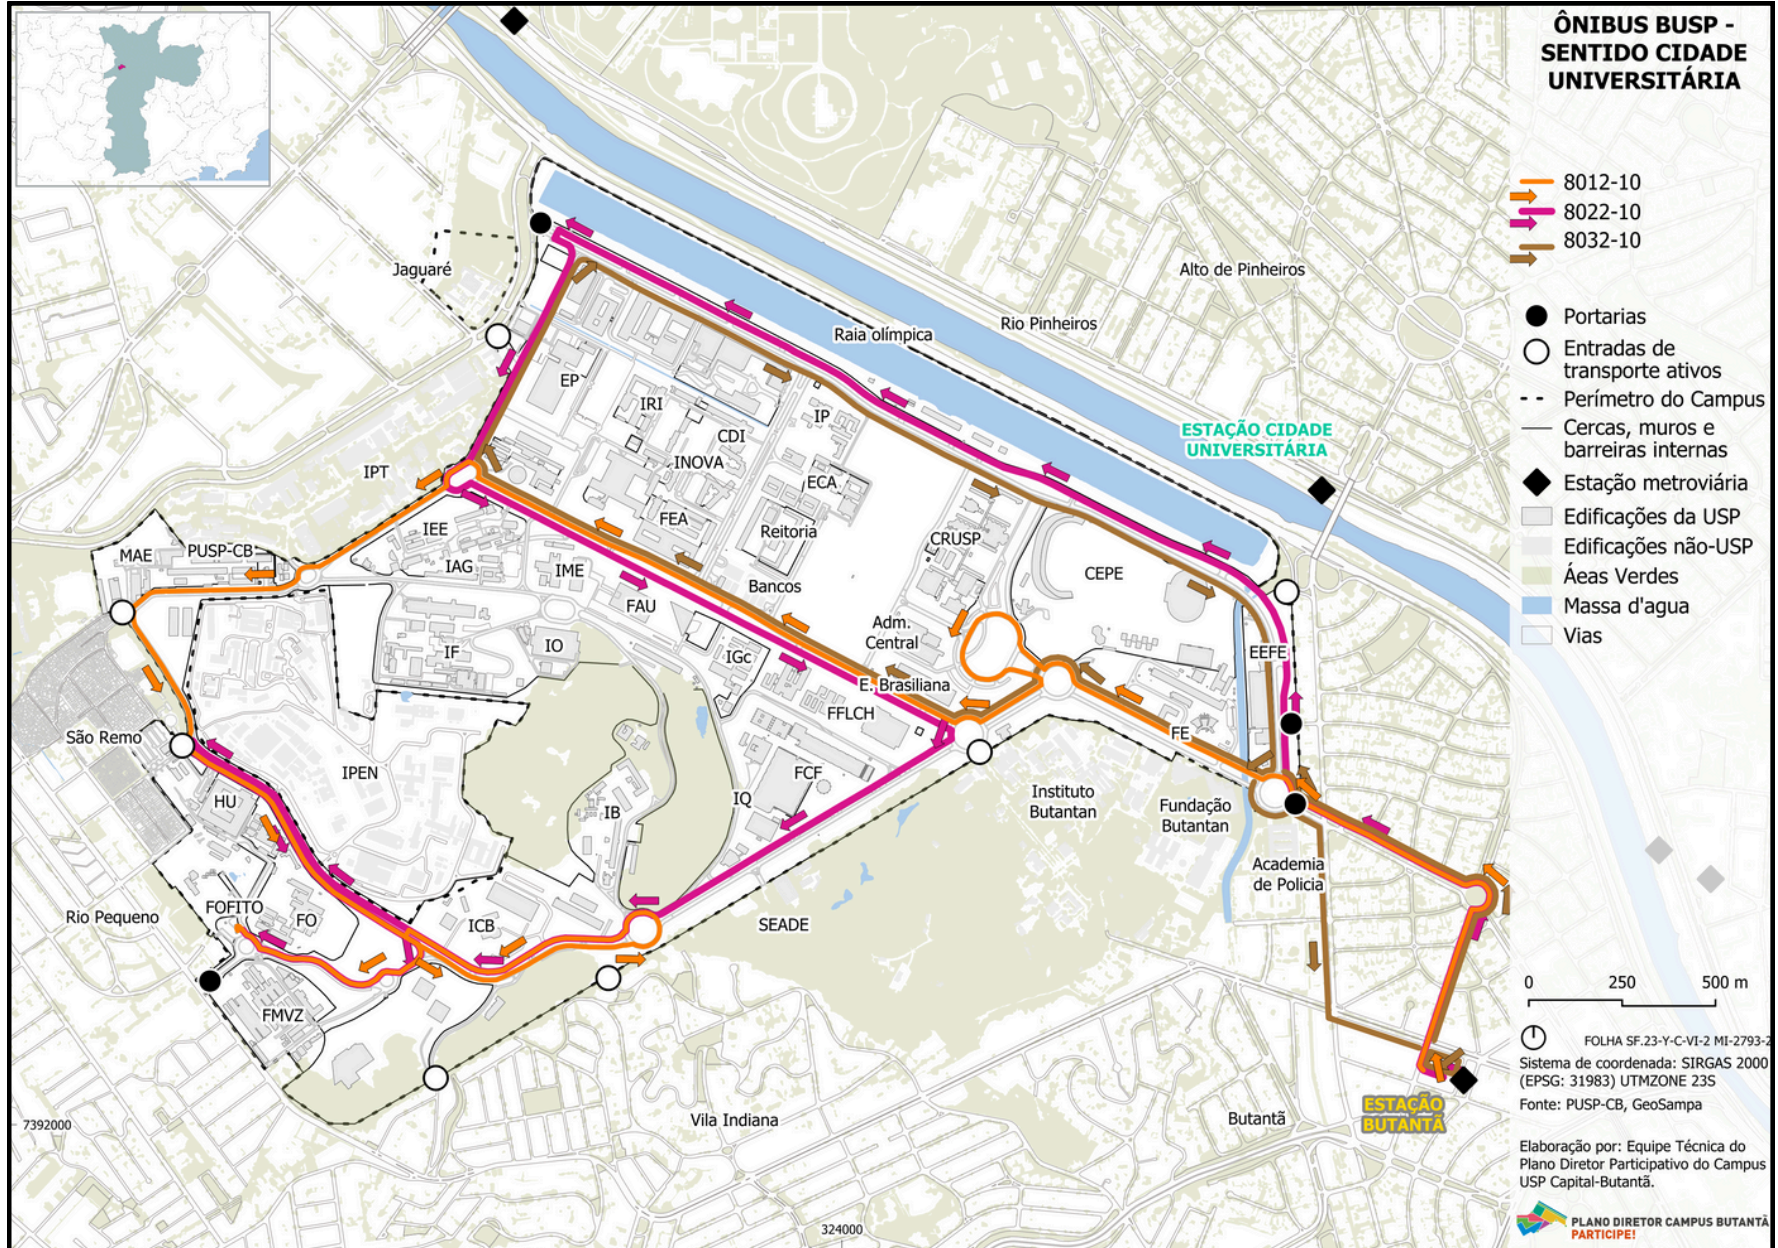 ÔNIBUS BUSP -
SENTIDO CIDADE
UNIVERSITÁRIA
8012-10
8022-10
8032-10
Portarias
Entradas de
transporte ativos
Perímetro do Campus
Cercas, muros e
barreiras internas
Estação metroviária
Edificações da USP
Edificações não-USP
Áeas Verdes
Massa d'agua
Vias
0 250 500 m
FOLHA SF.23-Y-C-VI-2 MI-2793-2
Sistema de coordenada: SIRGAS 2000
(EPSG: 31983) UTMZONE 23S
Fonte: PUSP-CB, GeoSampa
Elaboração por: Equipe Técnica do
Plano Diretor Participativo do Campus
USP Capital-Butantã.
PLANO DIRETOR CAMPUS BUTANTÃ
PARTICIPE!
Jaguaré
Alto de Pinheiros
Rio Pinheiros
Raia olímpica
ESTAÇÃO CIDADE
UNIVERSITÁRIA
EP
IRI
IP
CDI
INOVA
ECA
IPT
FEA
Reitoria
CRUSP
CEPE
IEE
MAE
PUSP-CB
IAG
IME
Bancos
FAU
Adm.
Central
IF
IO
IGc
EEFE
E. Brasiliana
FFLCH
FE
São Remo
IPEN
FCF
HU
IQ
IB
Instituto
Butantan
Fundação
Butantan
Academia
de Policia
FOFITO
FO
ICB
Rio Pequeno
SEADE
FMVZ
Vila Indiana
Butantã
ESTAÇÃO
BUTANTÃ
7392000
324000